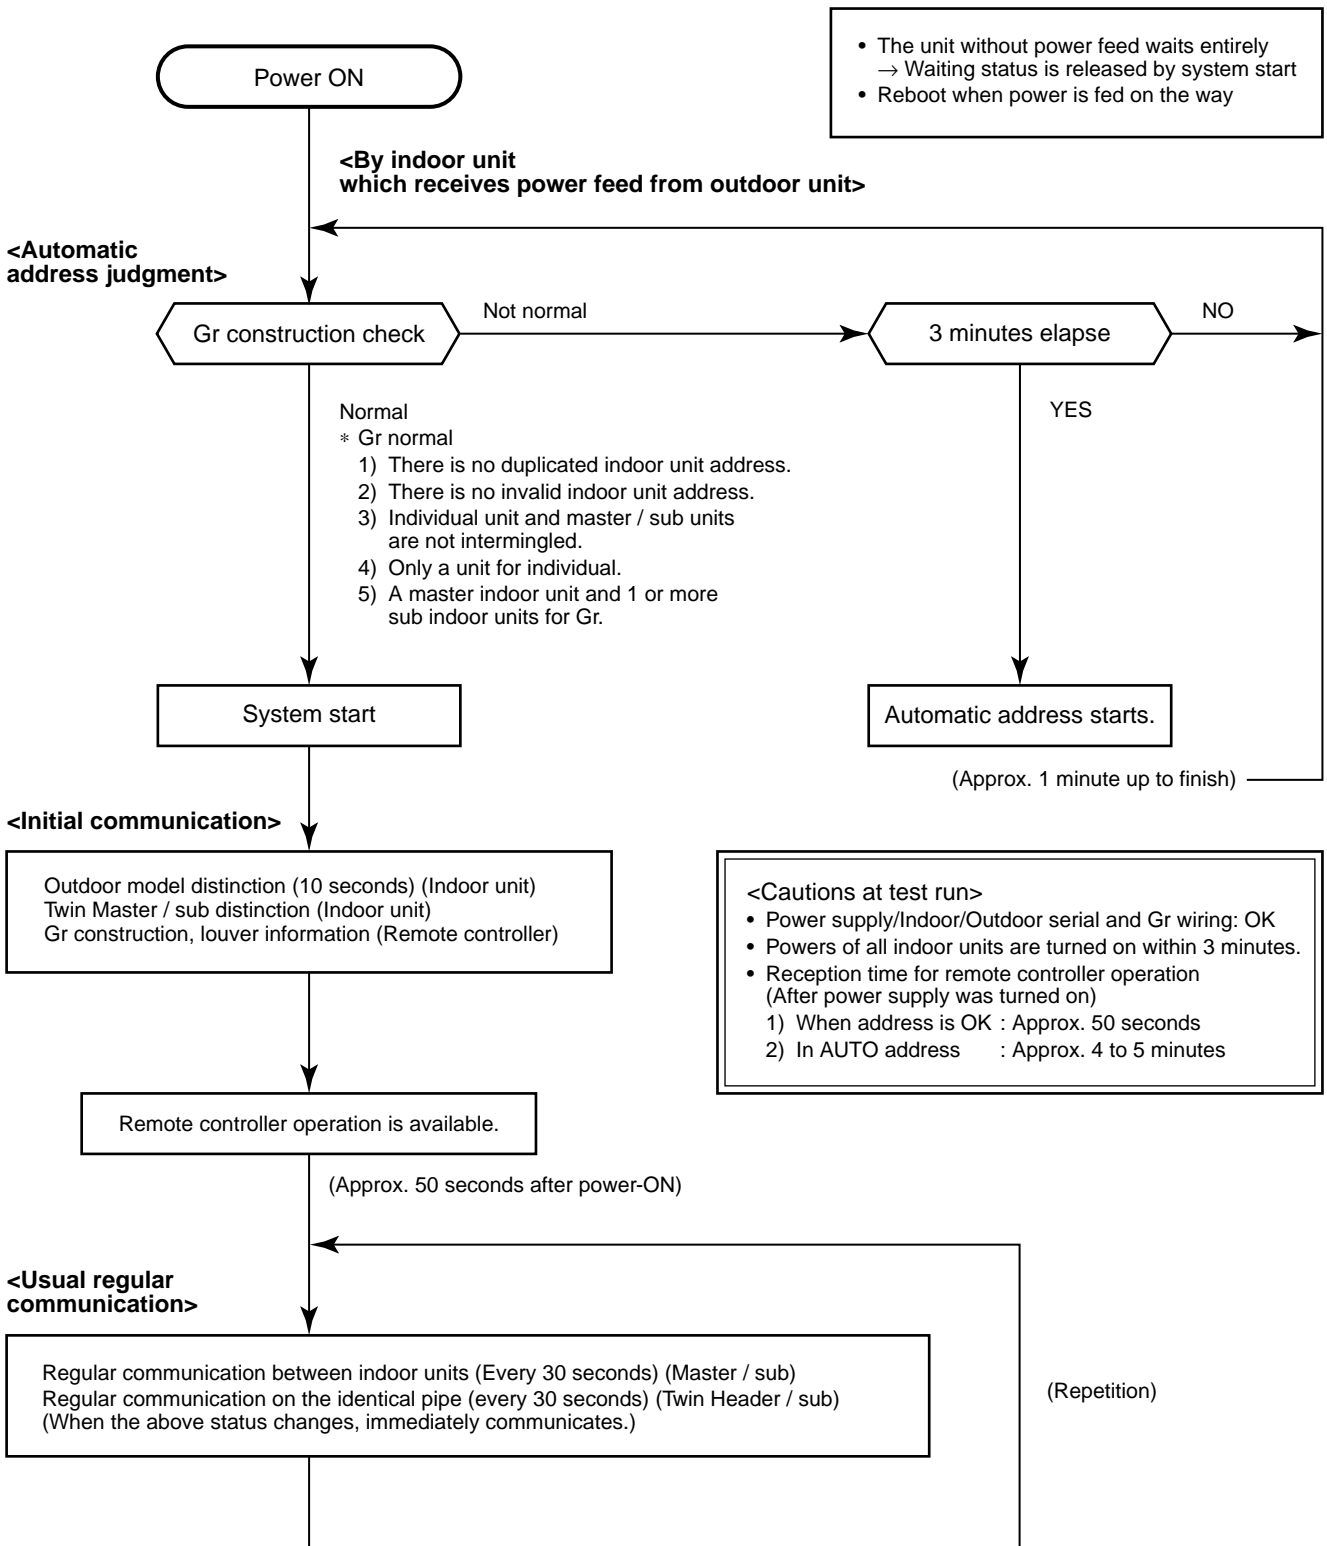 Power ON
• The unit without power feed waits entirely
→ Waiting status is released by system start
• Reboot when power is fed on the way
<By indoor unit
which receives power feed from outdoor unit>
<Automatic
address judgment>
Gr construction check
Not normal
3 minutes elapse
NO
Normal
* Gr normal
1) There is no duplicated indoor unit address.
2) There is no invalid indoor unit address.
3) Individual unit and master / sub units
are not intermingled.
4) Only a unit for individual.
5) A master indoor unit and 1 or more
sub indoor units for Gr.
YES
System start
Automatic address starts.
(Approx. 1 minute up to finish)
<Initial communication>
Outdoor model distinction (10 seconds) (Indoor unit)
Twin Master / sub distinction (Indoor unit)
Gr construction, louver information (Remote controller)
<Cautions at test run>
• Power supply/Indoor/Outdoor serial and Gr wiring: OK
• Powers of all indoor units are turned on within 3 minutes.
• Reception time for remote controller operation
(After power supply was turned on)
1) When address is OK : Approx. 50 seconds
2) In AUTO address : Approx. 4 to 5 minutes
Remote controller operation is available.
(Approx. 50 seconds after power-ON)
<Usual regular
communication>
Regular communication between indoor units (Every 30 seconds) (Master / sub)
Regular communication on the identical pipe (every 30 seconds) (Twin Header / sub)
(When the above status changes, immediately communicates.)
(Repetition)